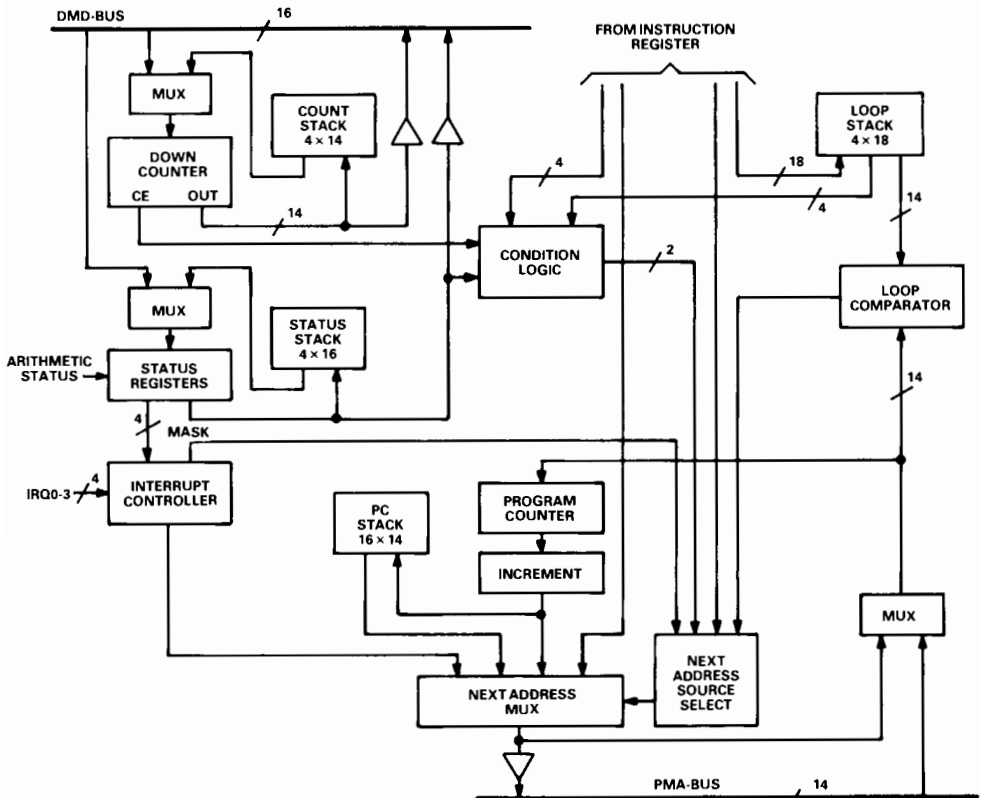 DMD-BUS
16
FROM INSTRUCTION
REGISTER
MUX
COUNT
STACK
4 × 14
LOOP
STACK
4 × 18
DOWN
COUNTER
CE OUT
14
4
18
4
14
CONDITION
LOGIC
2
LOOP
COMPARATOR
MUX
STATUS
STACK
4 × 16
ARITHMETIC
STATUS
STATUS
REGISTERS
14
4
MASK
IRQ0-3
4
INTERRUPT
CONTROLLER
PC
STACK
16 × 14
PROGRAM
COUNTER
INCREMENT
MUX
NEXT ADDRESS
MUX
NEXT
ADDRESS
SOURCE
SELECT
PMA-BUS
14